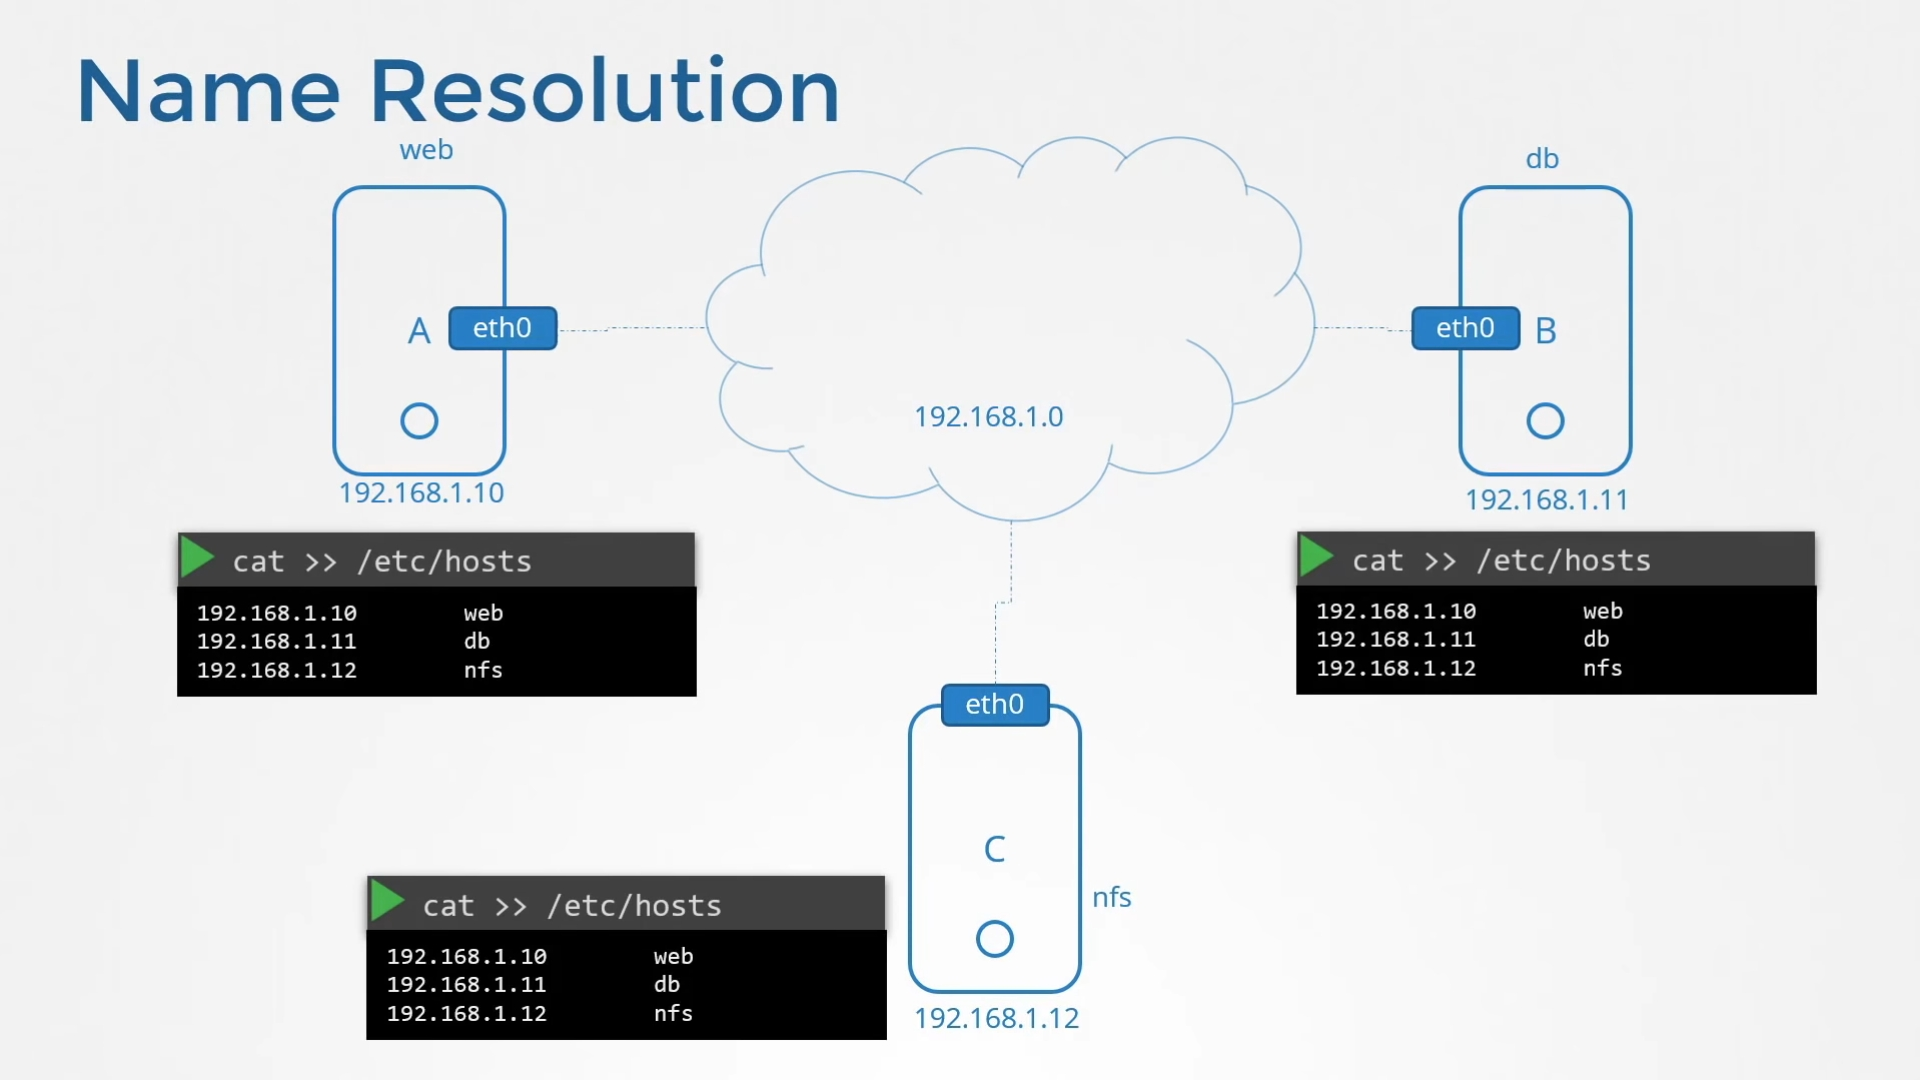 Name Resolution
web
db
A
eth0
eth0
B
192.168.1.0
192.168.1.10
192.168.1.11
cat >> /etc/hosts
192.168.1.10 web
192.168.1.11 db
192.168.1.12 nfs
cat >> /etc/hosts
192.168.1.10 web
192.168.1.11 db
192.168.1.12 nfs
eth0
C
nfs
cat >> /etc/hosts
192.168.1.10 web
192.168.1.11 db
192.168.1.12 nfs
192.168.1.12